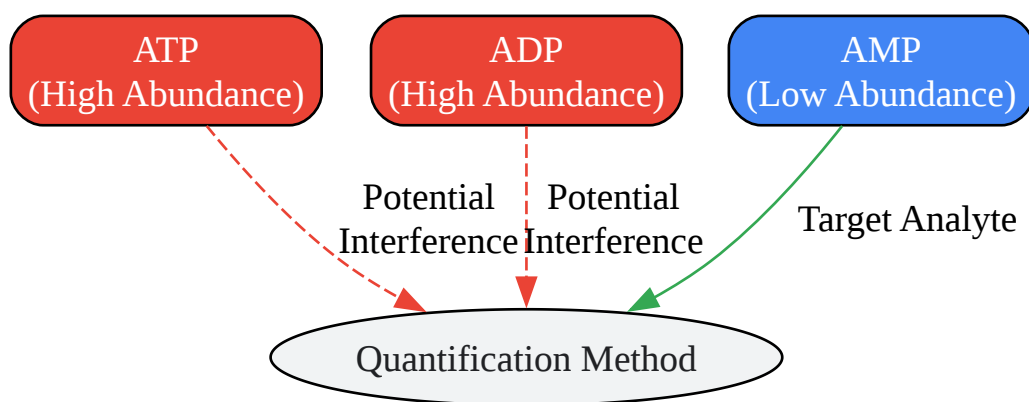 ATP
(High Abundance)
ADP
(High Abundance)
AMP
(Low Abundance)
Potential
Interference
Potential
Interference
Target Analyte
Quantification Method